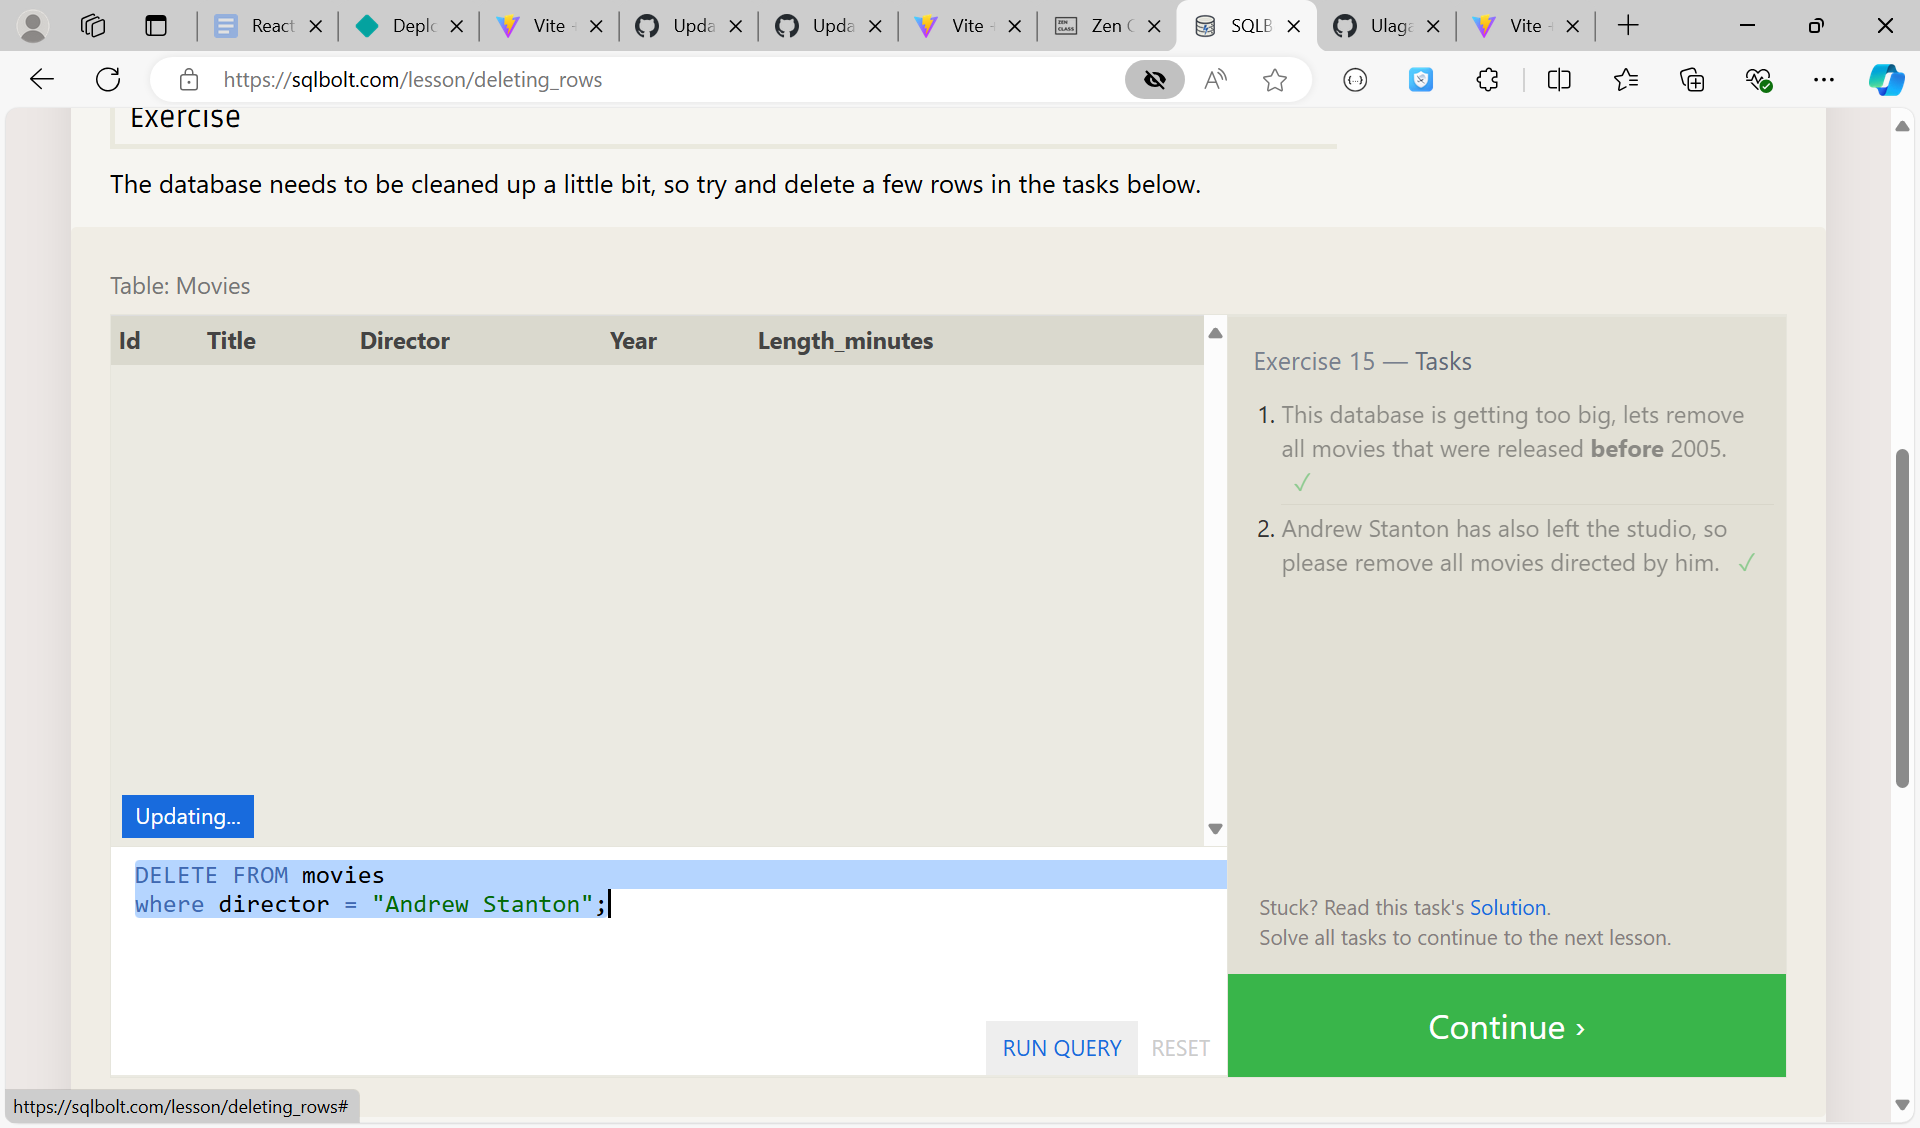 React
Deplo
Vite
Upda
Upda
Vite
Zen C
SQLB
Ulaga
Vite
https://sqlbolt.com/lesson/deleting_rows
Exercise
The database needs to be cleaned up a little bit, so try and delete a few rows in the tasks below.
Table: Movies
Id Title Director Year Length_minutes
Exercise 15 — Tasks
1. This database is getting too big, lets remove
all movies that were released before 2005.
✓
2. Andrew Stanton has also left the studio, so
please remove all movies directed by him. ✓
Updating...
DELETE FROM movies
where director = "Andrew Stanton";
Stuck? Read this task's Solution.
Solve all tasks to continue to the next lesson.
RUN QUERY RESET
Continue ›
https://sqlbolt.com/lesson/deleting_rows#